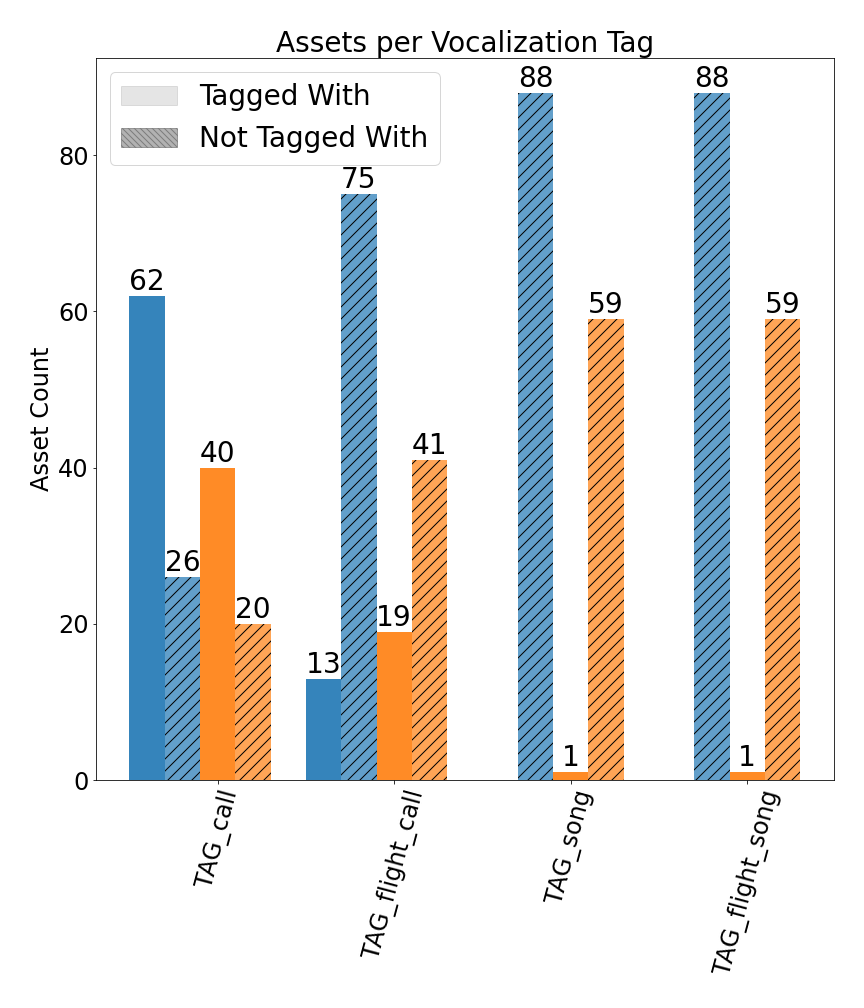 Assets per Vocalization Tag
Tagged With
Not Tagged With
Asset Count
80
60
40
20
0
62
26
40
20
13
75
19
41
88
1
59
88
1
59
TAG_call
TAG_flight_call
TAG_song
TAG_flight_song